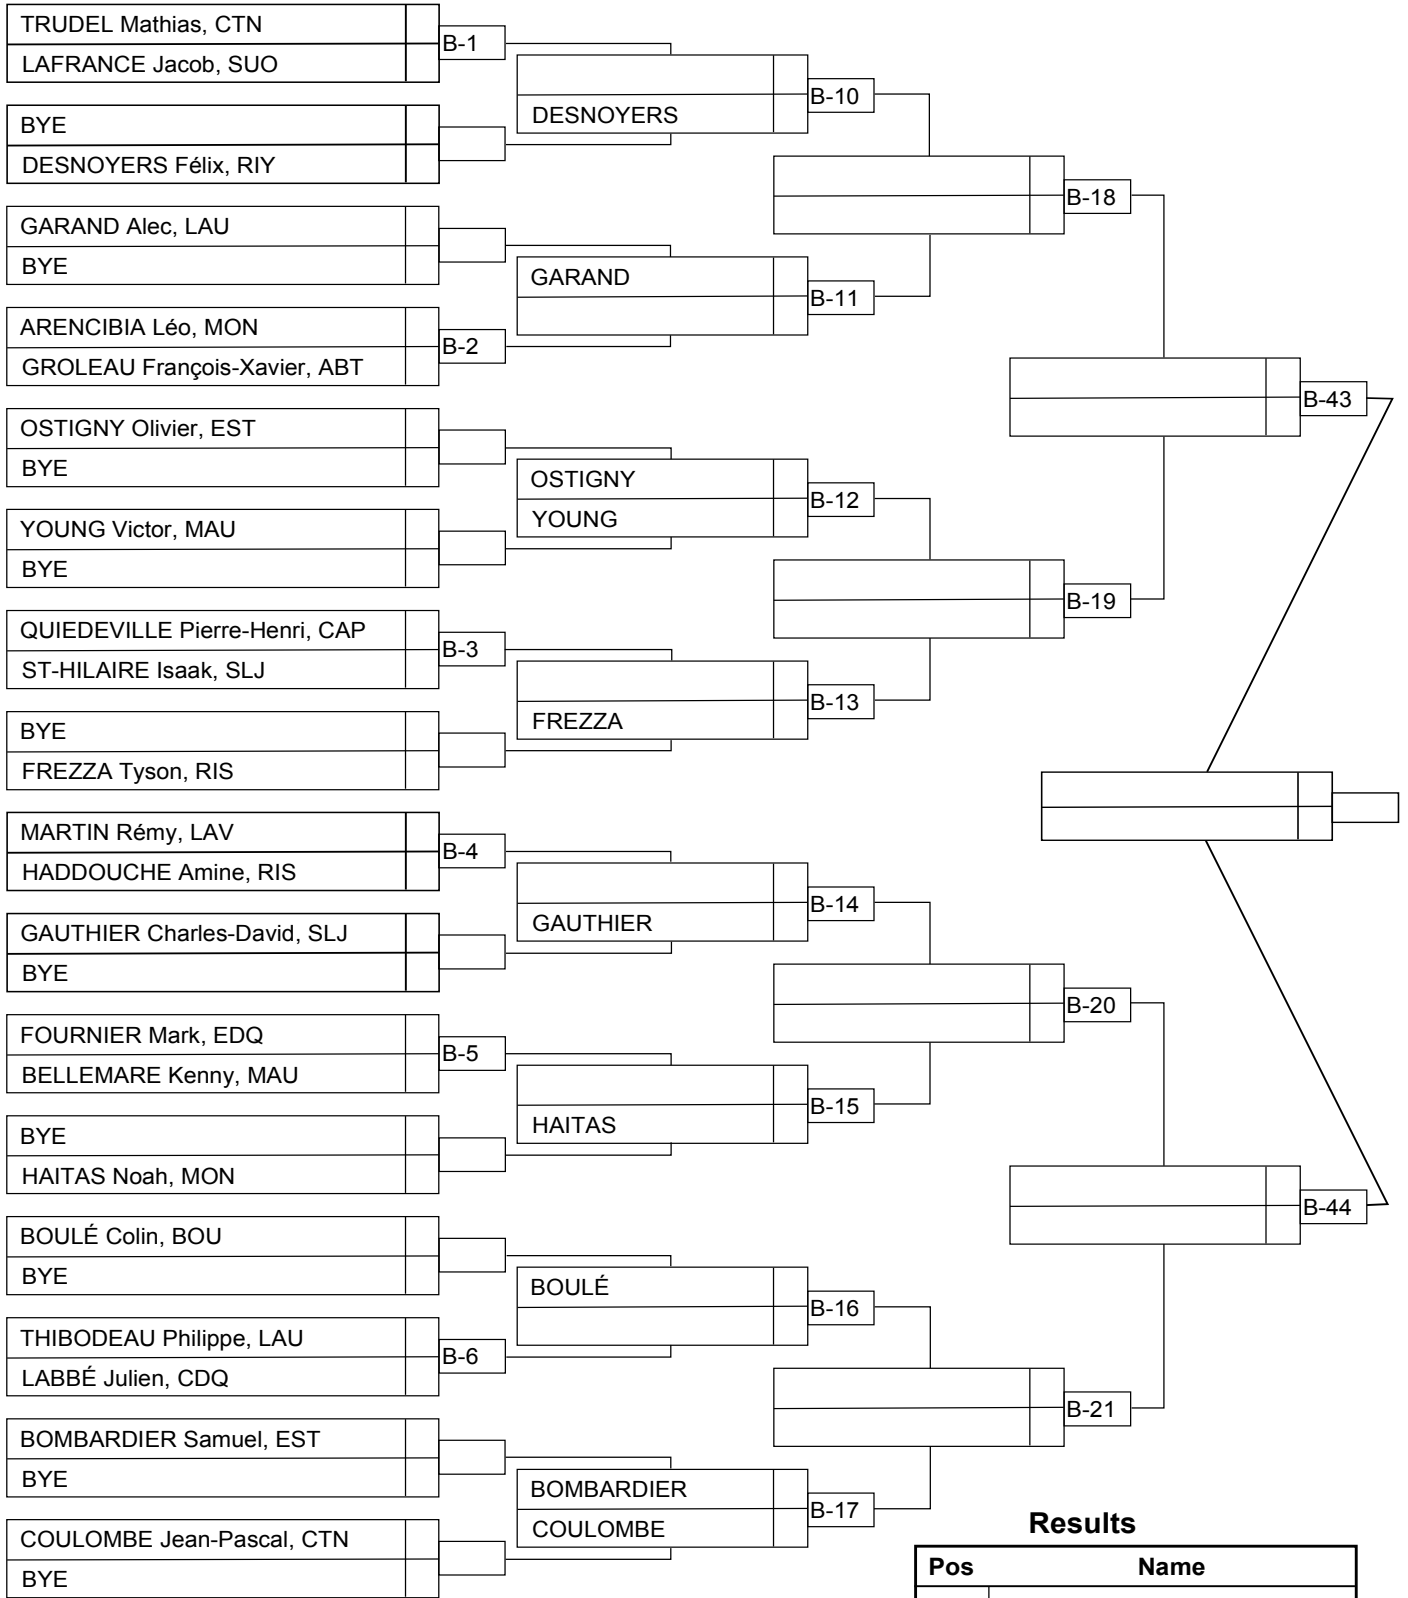 TRUDEL Mathias, CTN
LAFRANCE Jacob, SUO
B-1
BYE
DESNOYERS Félix, RIY
GARAND Alec, LAU
BYE
ARENCIBIA Léo, MON
GROLEAU François-Xavier, ABT
B-2
OSTIGNY Olivier, EST
BYE
YOUNG Victor, MAU
BYE
QUIEDEVILLE Pierre-Henri, CAP
ST-HILAIRE Isaak, SLJ
B-3
BYE
FREZZA Tyson, RIS
MARTIN Rémy, LAV
HADDOUCHE Amine, RIS
B-4
GAUTHIER Charles-David, SLJ
BYE
FOURNIER Mark, EDQ
BELLEMARE Kenny, MAU
B-5
BYE
HAITAS Noah, MON
BOULÉ Colin, BOU
BYE
THIBODEAU Philippe, LAU
LABBÉ Julien, CDQ
B-6
BOMBARDIER Samuel, EST
BYE
COULOMBE Jean-Pascal, CTN
BYE
DESNOYERS
B-10
GARAND
B-11
OSTIGNY
YOUNG
B-12
FREZZA
B-13
GAUTHIER
B-14
HAITAS
B-15
BOULÉ
B-16
BOMBARDIER
COULOMBE
B-17
B-18
B-19
B-20
B-21
B-43
B-44
Results
Pos Name